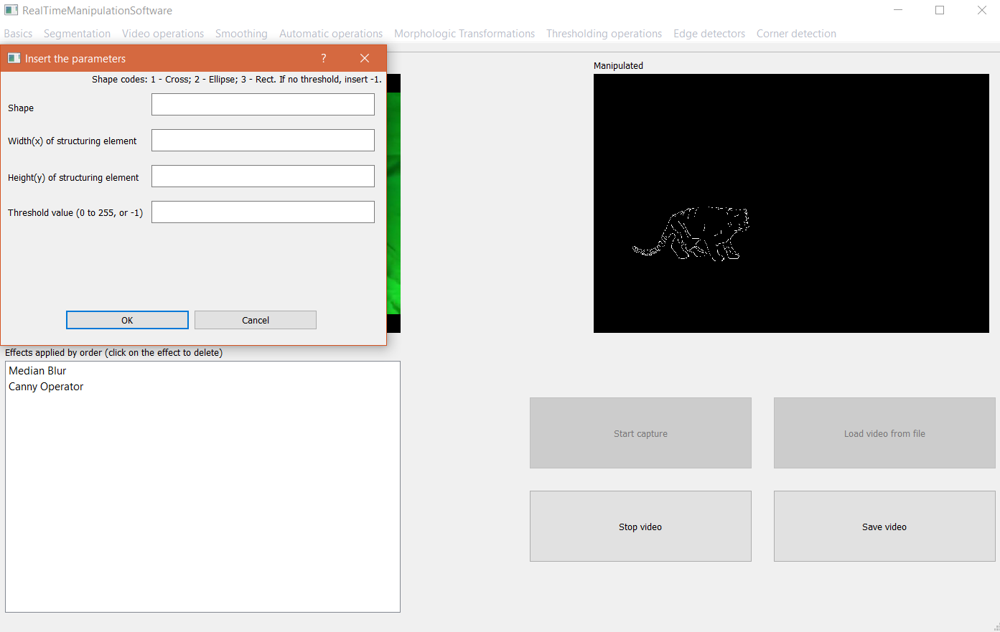 RealTimeManipulationSoftware
Basics Segmentation Video operations Smoothing Automatic operations Morphologic Transformations Thresholding operations Edge detectors Corner detection
Insert the parameters ?
Shape codes: 1 - Cross; 2 - Ellipse; 3 - Rect. If no threshold, insert -1.
Shape
Width(x) of structuring element
Height(y) of structuring element
Threshold value (0 to 255, or -1)
OK Cancel
Manipulated
Effects applied by order (click on the effect to delete)
Median Blur
Canny Operator
Start capture Load video from file
Stop video Save video